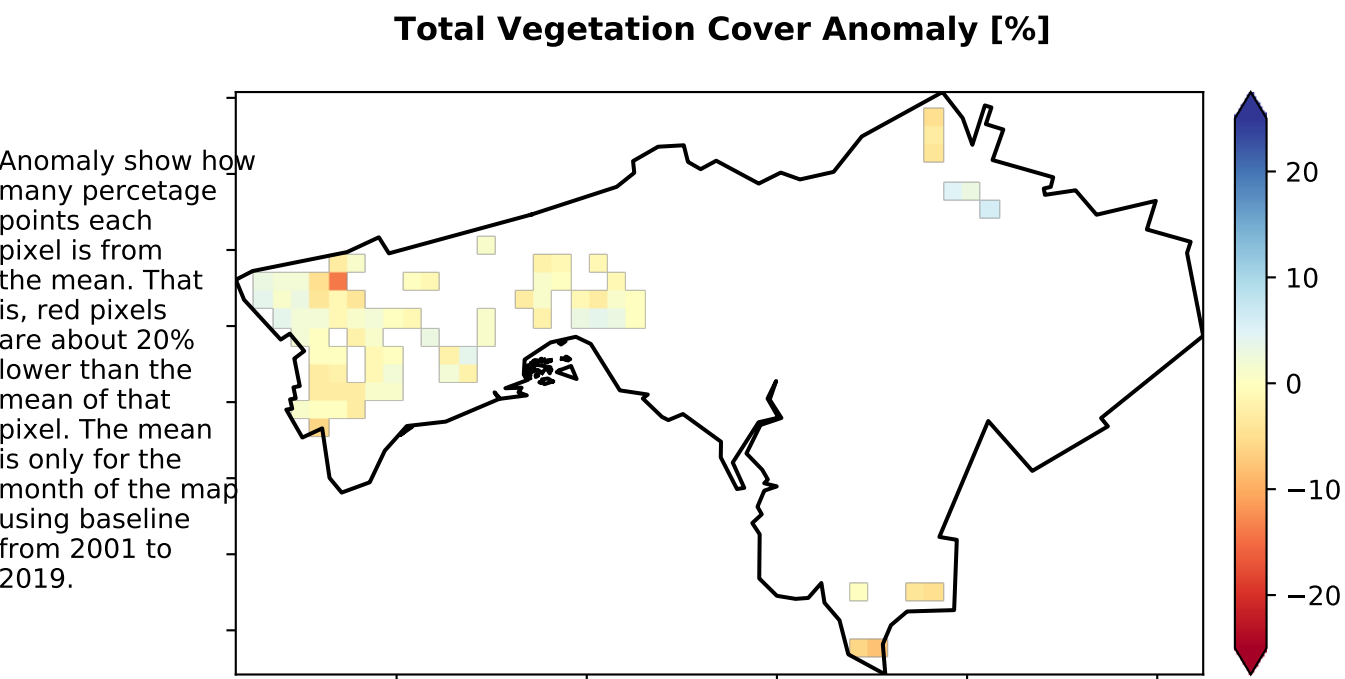 Total Vegetation Cover Anomaly [%]
Anomaly show how
many percetage
points each
pixel is from
the mean. That
is, red pixels
are about 20%
lower than the
mean of that
pixel. The mean
is only for the
month of the map
using baseline
from 2001 to
2019.
20
10
0
−10
−20